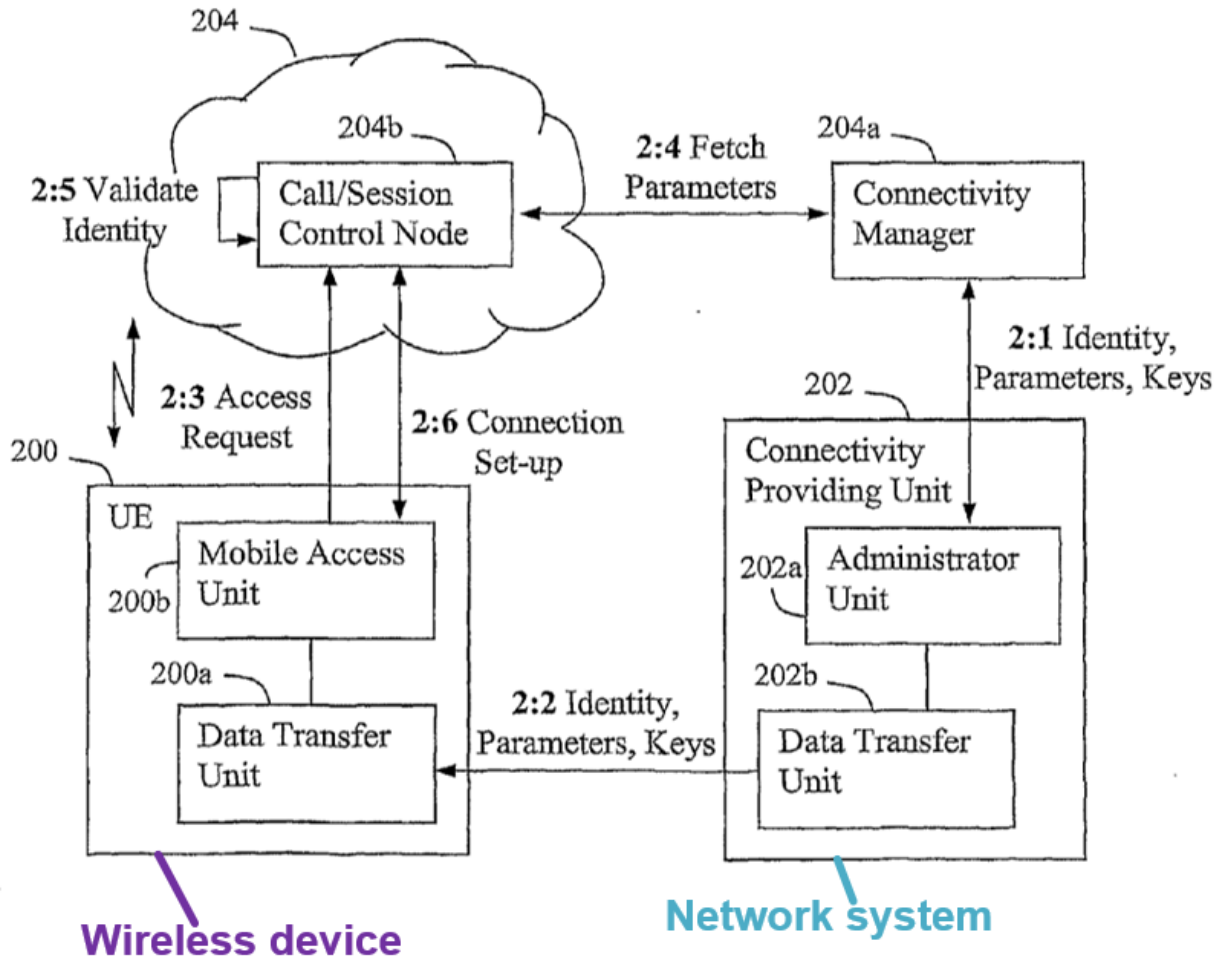 204
204b
204a
2:4 Fetch
Parameters
2:5 Validate
Identity
Call/Session
Control Node
Connectivity
Manager
2:1 Identity,
Parameters, Keys
2:3 Access
Request
2:6 Connection
Set-up
202
200
UE
Connectivity
Providing Unit
Mobile Access
Unit
200b
202a
Administrator
Unit
200a
202b
2:2 Identity,
Parameters, Keys
Data Transfer
Unit
Data Transfer
Unit
Wireless device
Network system